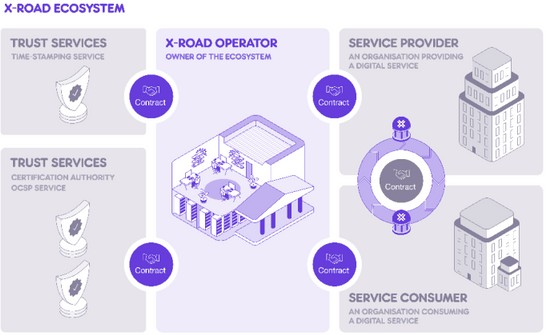 X-ROAD ECOSYSTEM
TRUST SERVICES
TIME-STAMPING SERVICE
Contract
X-ROAD OPERATOR
OWNER OF THE ECOSYSTEM
Contract
SERVICE PROVIDER
AN ORGANISATION PROVIDING
A DIGITAL SERVICE
TRUST SERVICES
CERTIFICATION AUTHORITY
OCSP SERVICE
Contract
Contract
Contract
SERVICE CONSUMER
AN ORGANISATION CONSUMING
A DIGITAL SERVICE